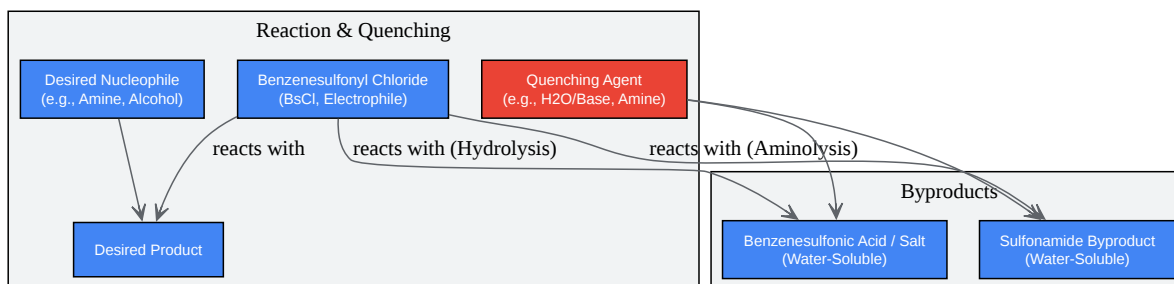 Reaction & Quenching
Desired Nucleophile
(e.g., Amine, Alcohol)
Benzenesulfonyl Chloride
(BsCl, Electrophile)
Quenching Agent
(e.g., H2O/Base, Amine)
reacts with
reacts with (Hydrolysis)
reacts with (Aminolysis)
Byproducts
Desired Product
Benzenesulfonic Acid / Salt
(Water-Soluble)
Sulfonamide Byproduct
(Water-Soluble)